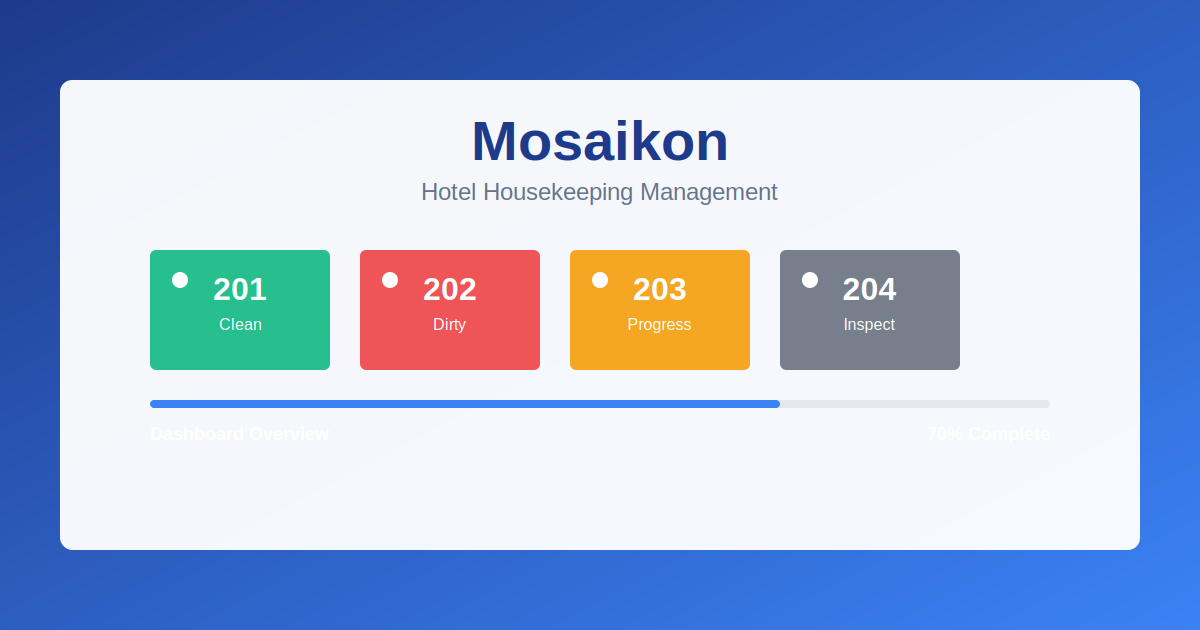 Mosaikon
Hotel Housekeeping Management
201
Clean
202
Dirty
203
Progress
204
Inspect
Dashboard Overview
70% Complete